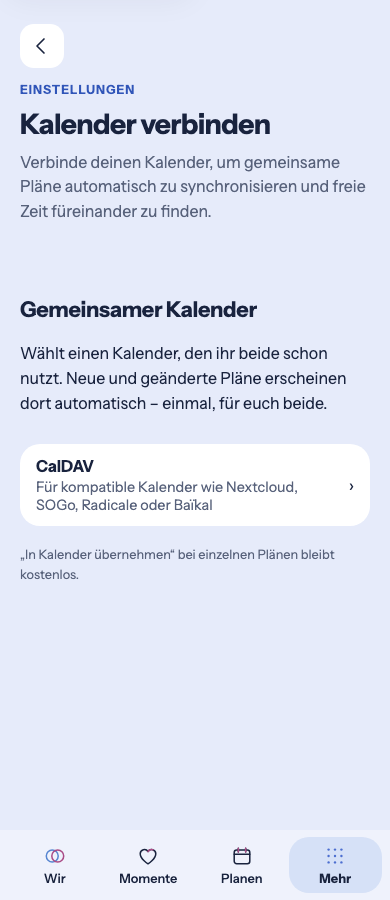 EINSTELLUNGEN
Kalender verbinden
Verbinde deinen Kalender, um gemeinsame
Pläne automatisch zu synchronisieren und freie
Zeit füreinander zu finden.
Gemeinsamer Kalender
Wählt einen Kalender, den ihr beide schon
nutzt. Neue und geänderte Pläne erscheinen
dort automatisch – einmal, für euch beide.
CalDAV
Für kompatible Kalender wie Nextcloud,
SOGo, Radicale oder Baïkal
„In Kalender übernehmen“ bei einzelnen Plänen bleibt
kostenlos.
Wir
Momente
Planen
Mehr